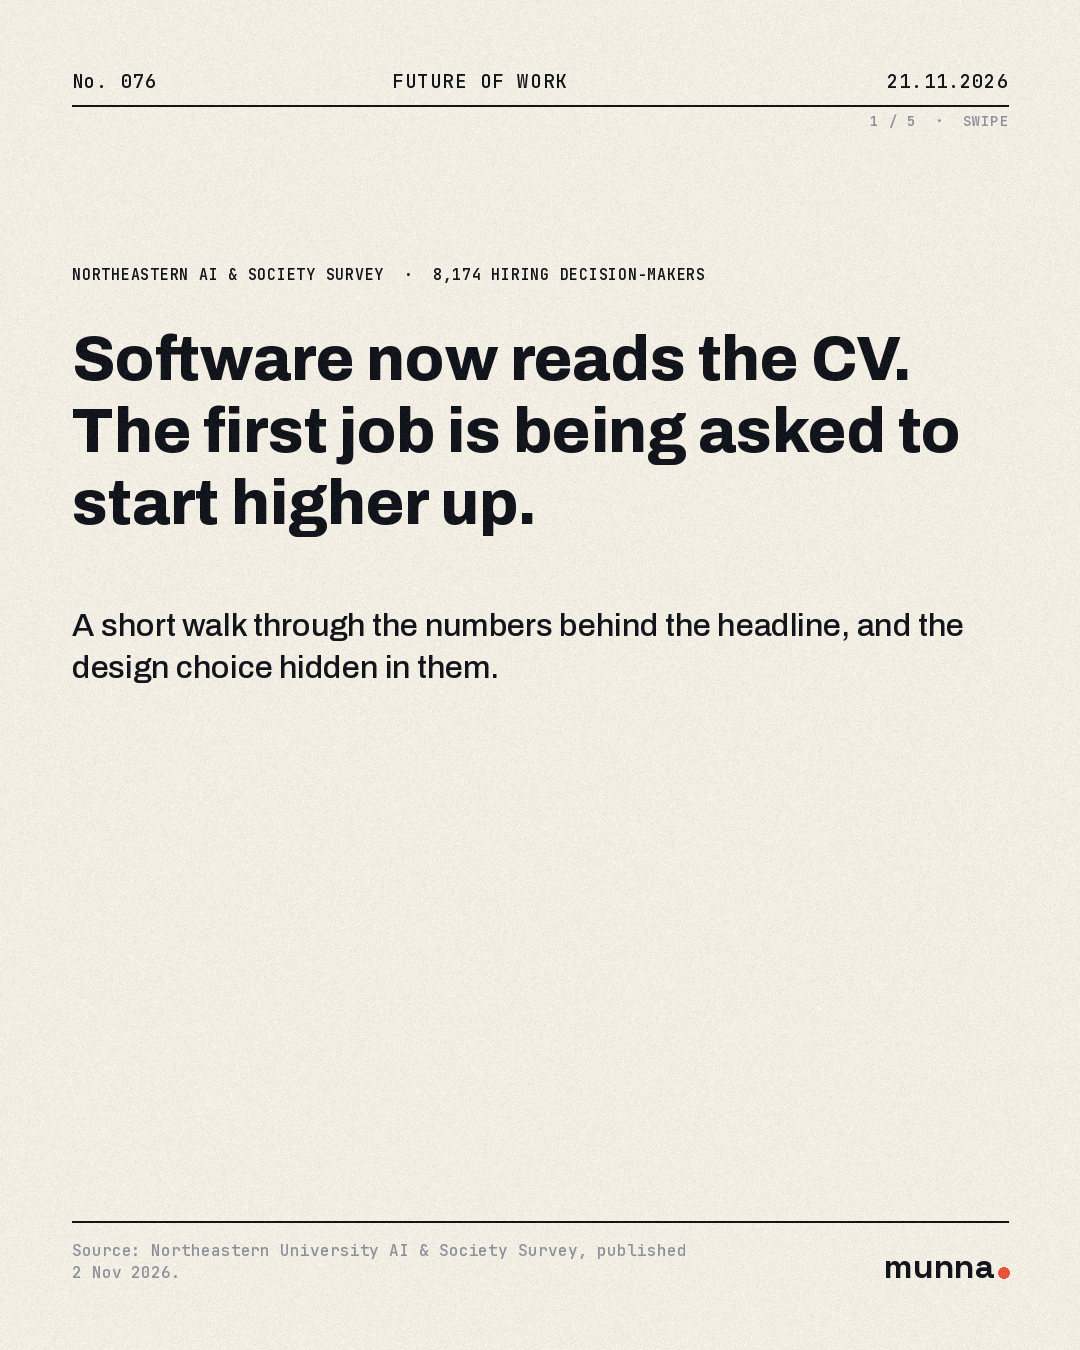 No. 076 FUTURE OF WORK 21.11.2026
1 / 5 · SWIPE
NORTHEASTERN AI & SOCIETY SURVEY · 8,174 HIRING DECISION-MAKERS
Software now reads the CV.
The first job is being asked to
start higher up.
A short walk through the numbers behind the headline, and the
design choice hidden in them.
Source: Northeastern University AI & Society Survey, published
2 Nov 2026.
munna.